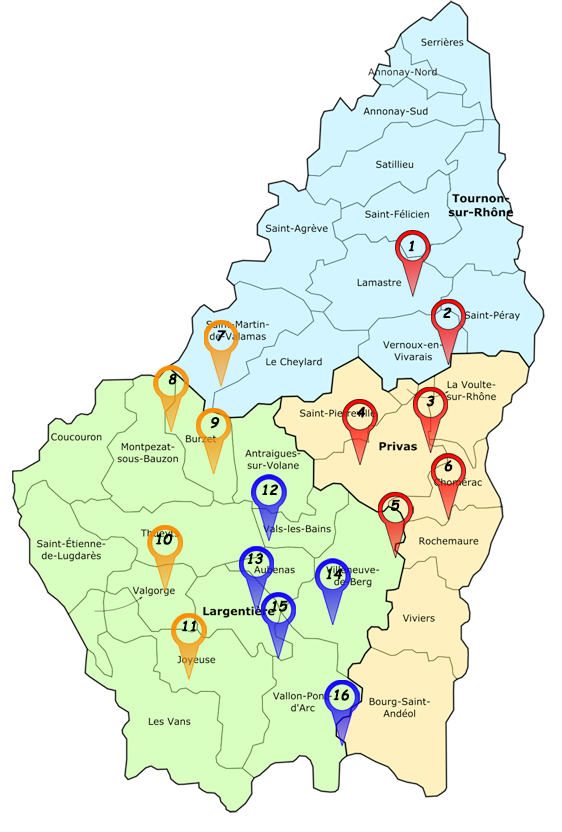 Serrières
Annonay-Nord
Annonay-Sud
Satillieu
Tournon-
sur-Rhône
Saint-Félicien
Saint-Agrève
1
Lamastre
2
Saint-Péray
Saint-Martin-
de-Valamas
7
Vernoux-en-
Vivarais
Le Cheylard
8
La Voulte-
sur-Rhône
3
4
Saint-Pierreville
9
Burzet
Coucouron
Privas
Montpezat-
sous-Bauzon
Antraigues-
sur-Volane
6
Chomérac
12
5
Vals-les-Bains
Thueyts
10
Rochemaure
Saint-Étienne-
de-Lugdarès
13
Aubenas
14
Villeneuve-
de-Berg
Valgorge
15
Largentière
Viviers
11
Joyeuse
16
Vallon-Pont-
d'Arc
Bourg-Saint-
Andéol
Les Vans